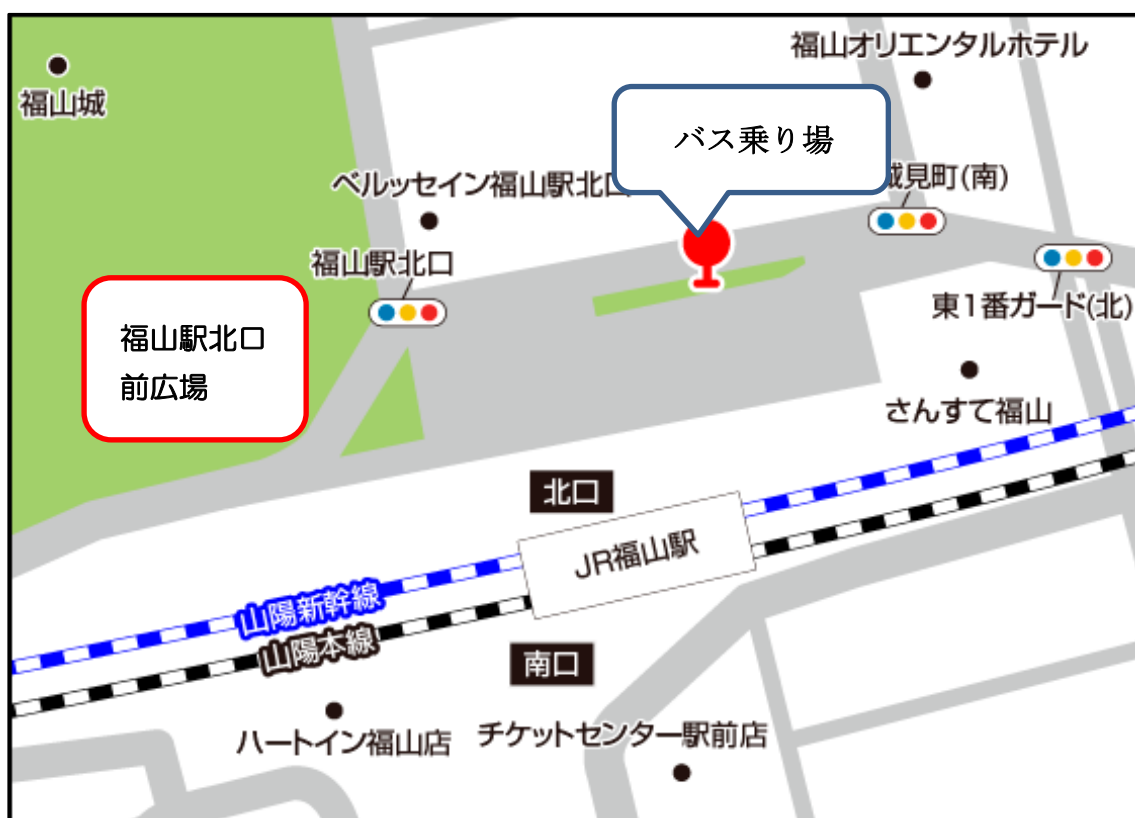 福山オリエンタルホテル
福山城
バス乗り場
城見町(南)
ベルッセイン福山駅北口
福山駅北口
東1番ガード(北)
福山駅北口
前広場
さんすて福山
北口
JR福山駅
山陽新幹線
山陽本線
南口
ハートイン福山店
チケットセンター駅前店